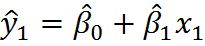 ŷ₁ = β̂₀ + β̂₁x₁